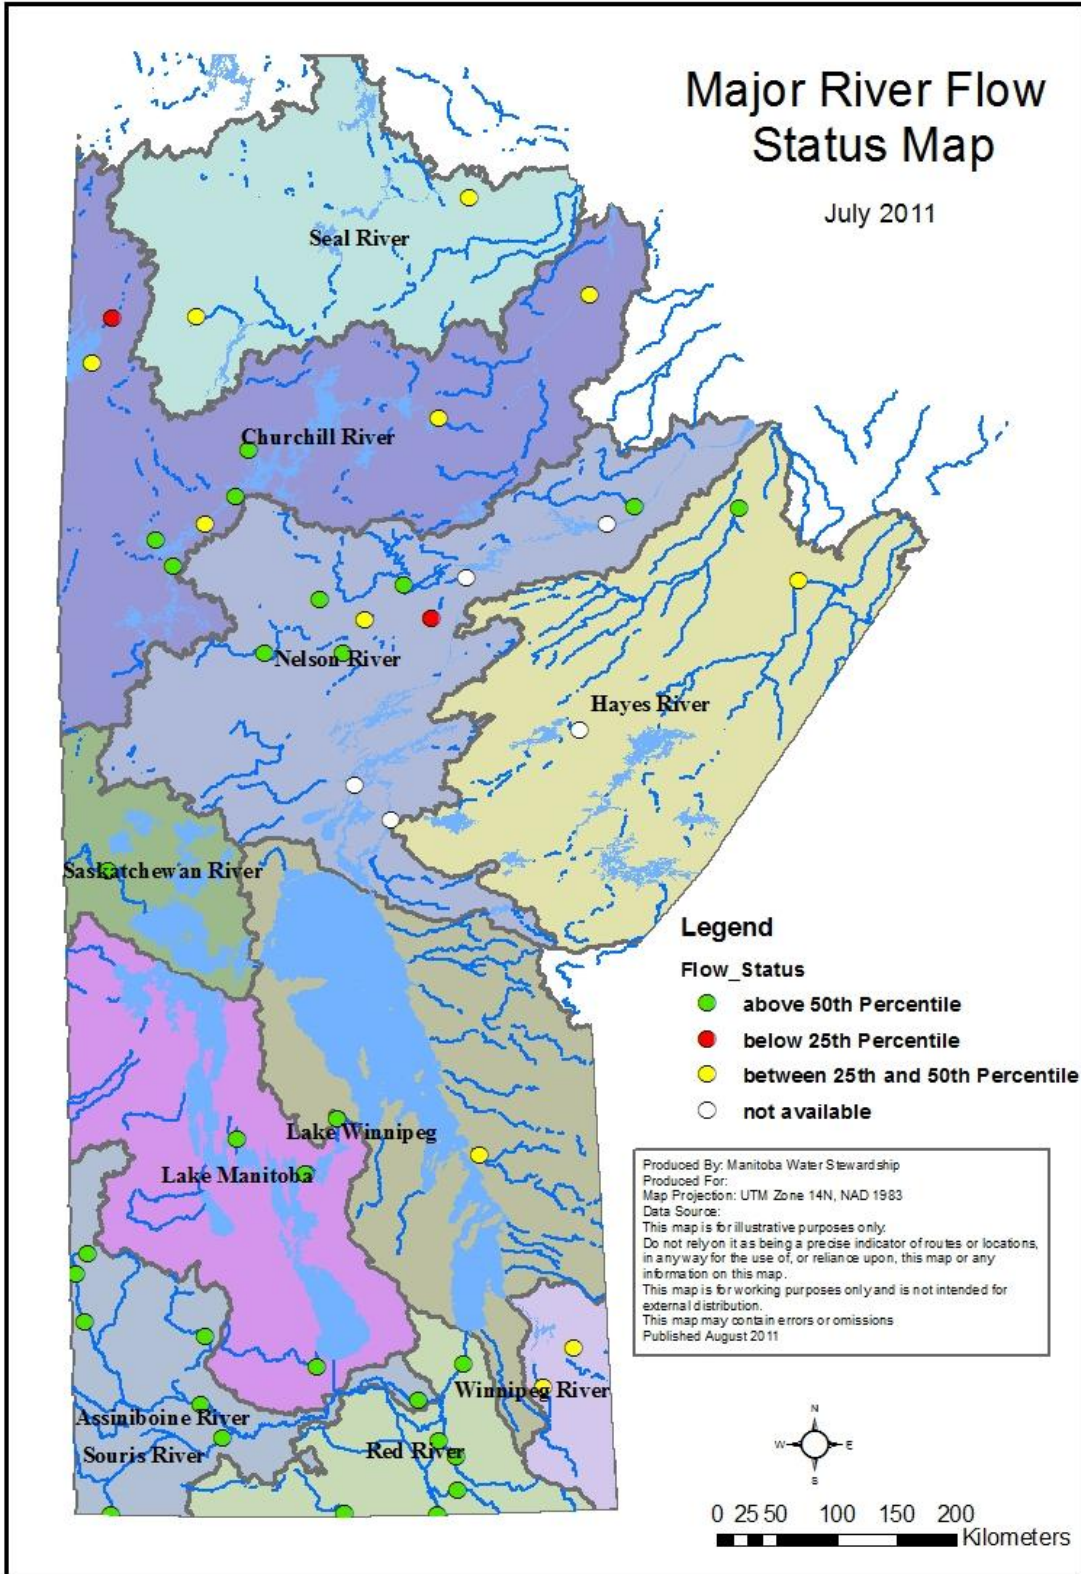 Major River Flow
Status Map
July 2011
Seal River
Churchill River
Nelson River
Hayes River
Saskatchewan River
Lake Winnipeg
Lake Manitoba
Winnipeg River
Assiniboine River
Souris River
Red River
Legend
Flow_Status
above 50th Percentile
below 25th Percentile
between 25th and 50th Percentile
not available
Produced By: Manitoba Water Stewardship
Produced For:
Map Projection: UTM Zone 14N, NAD 1983
Data Source:
This map is for illustrative purposes only.
Do not rely on it as being a precise indicator of routes or locations,
in any way for the use of, or reliance upon, this map or any
information on this map.
This map is for working purposes only and is not intended for
external distribution.
This map may contain errors or omissions
Published August 2011
N
W E
S
0 25 50 100 150 200
Kilometers